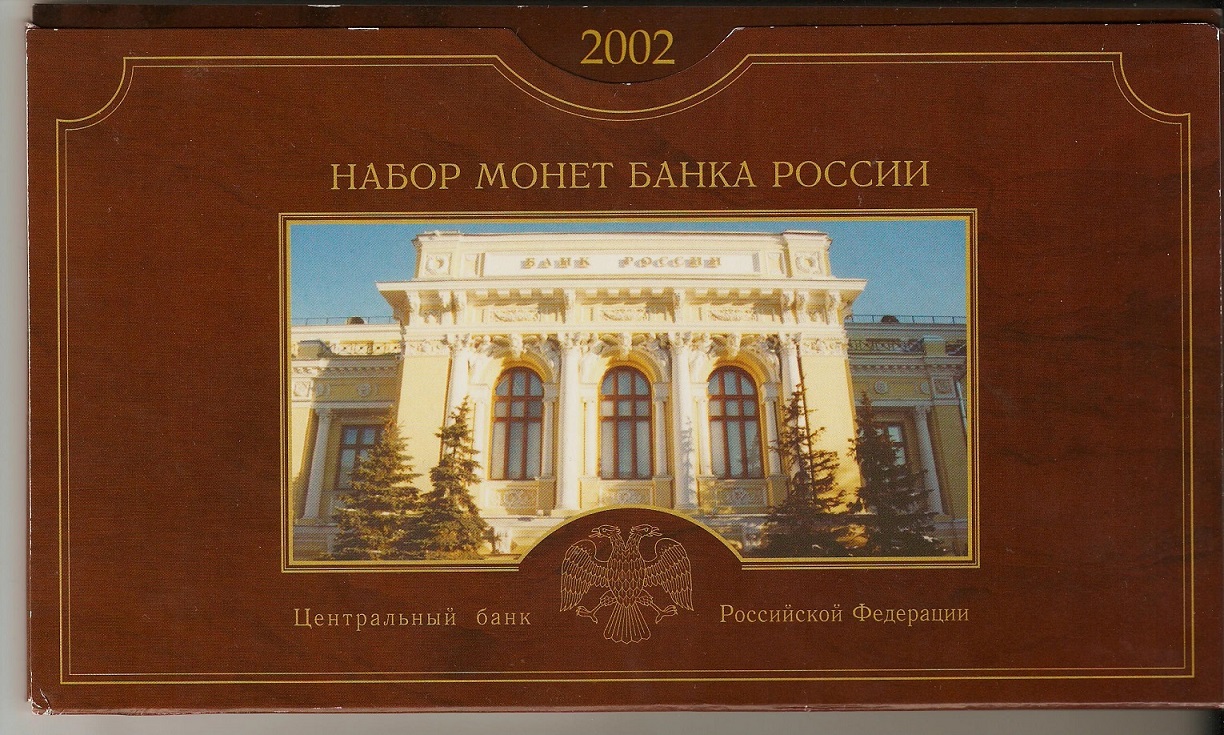 2002
НАБОР МОНЕТ БАНКА РОССИИ
БАНК РОССИИ
Центральный банк Российской Федерации